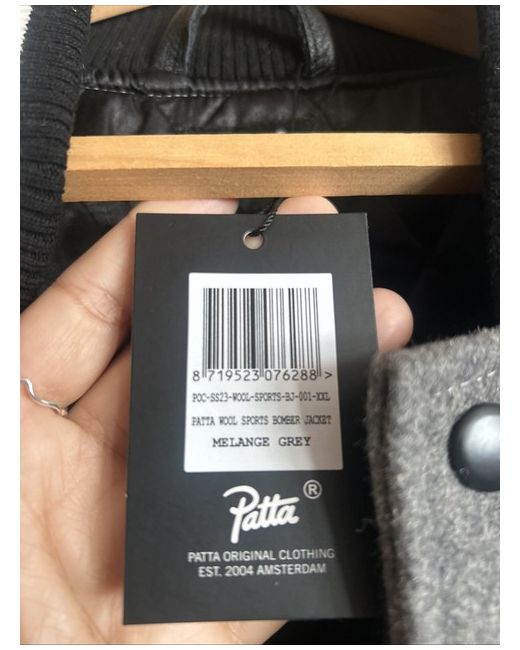 8 719523 076288 >
POC-SS23-WOOL-SPORTS-BJ-001-XXL
PATTA WOOL SPORTS BOMBER JACKET
MELANGE GREY
Patta ®
PATTA ORIGINAL CLOTHING
EST. 2004 AMSTERDAM